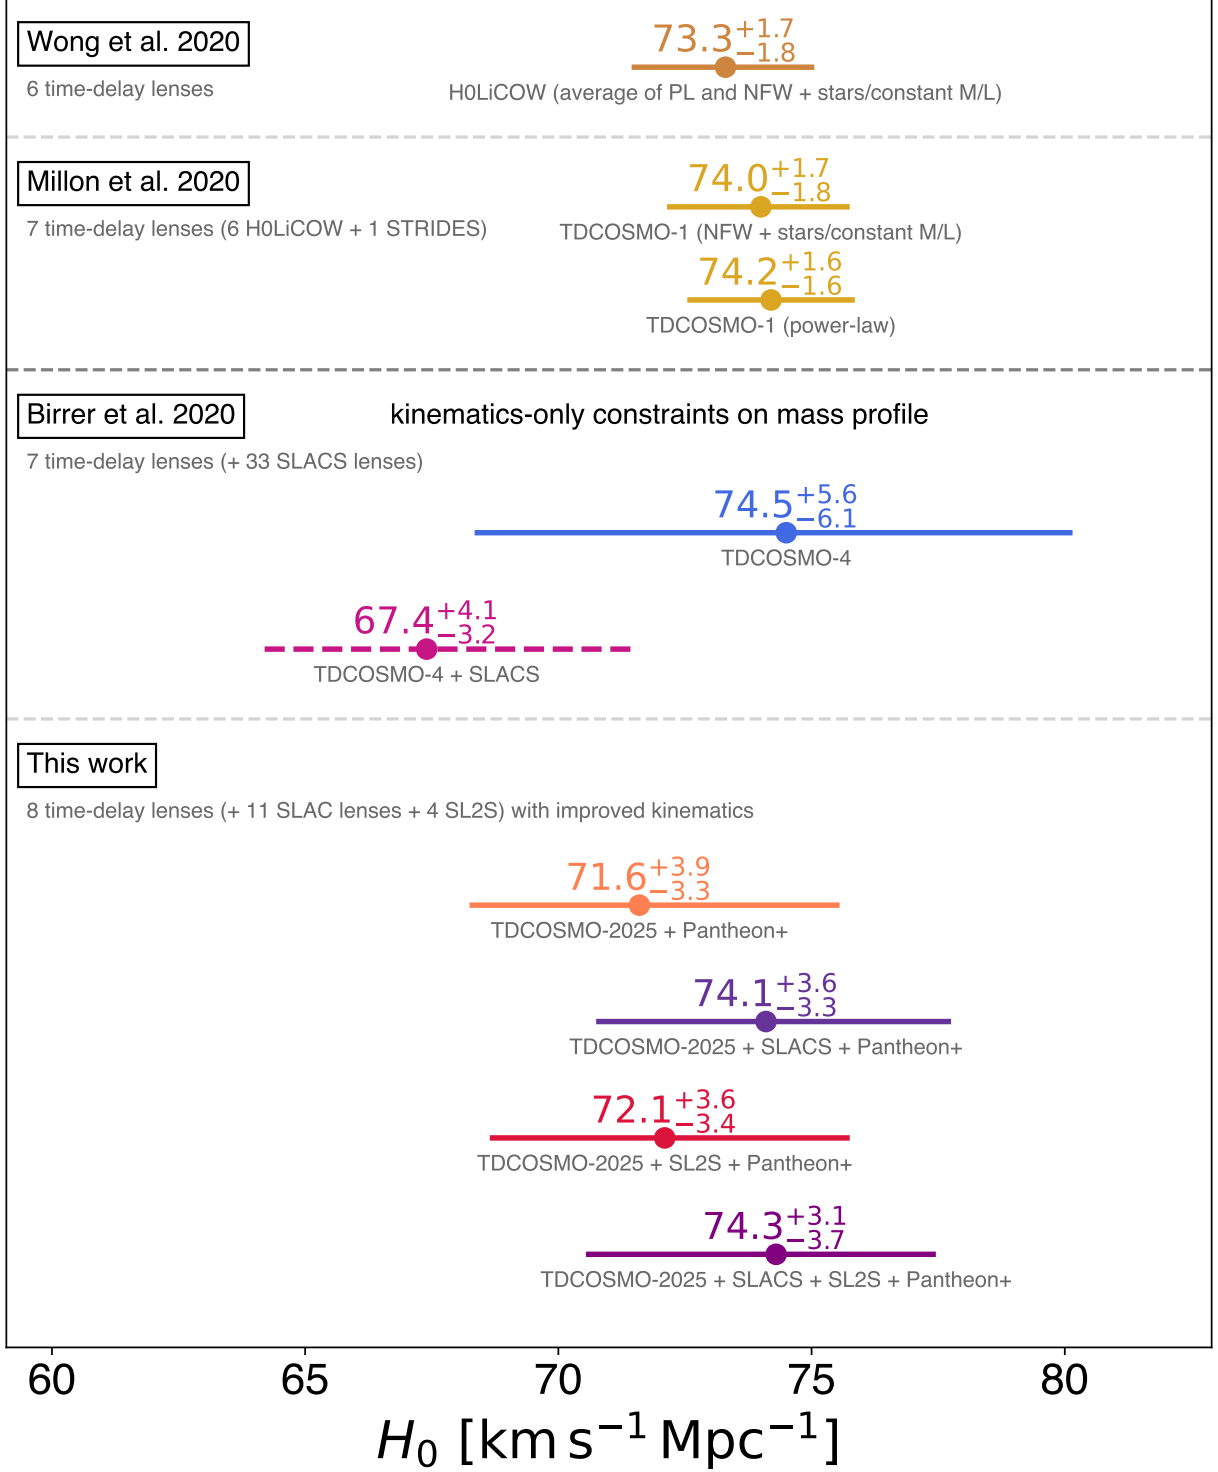 Wong et al. 2020
6 time-delay lenses
73.3+1.7−1.8
H0LiCOW (average of PL and NFW + stars/constant M/L)
Millon et al. 2020
7 time-delay lenses (6 H0LiCOW + 1 STRIDES)
74.0+1.7−1.8
TDCOSMO-1 (NFW + stars/constant M/L)
74.2+1.6−1.6
TDCOSMO-1 (power-law)
Birrer et al. 2020
kinematics-only constraints on mass profile
7 time-delay lenses (+ 33 SLACS lenses)
74.5+5.6−6.1
TDCOSMO-4
67.4+4.1−3.2
TDCOSMO-4 + SLACS
This work
8 time-delay lenses (+ 11 SLAC lenses + 4 SL2S) with improved kinematics
71.6+3.9−3.3
TDCOSMO-2025 + Pantheon+
74.1+3.6−3.3
TDCOSMO-2025 + SLACS + Pantheon+
72.1+3.6−3.4
TDCOSMO-2025 + SL2S + Pantheon+
74.3+3.1−3.7
TDCOSMO-2025 + SLACS + SL2S + Pantheon+
60 65 70 75 80
H0 [km s−1 Mpc−1]